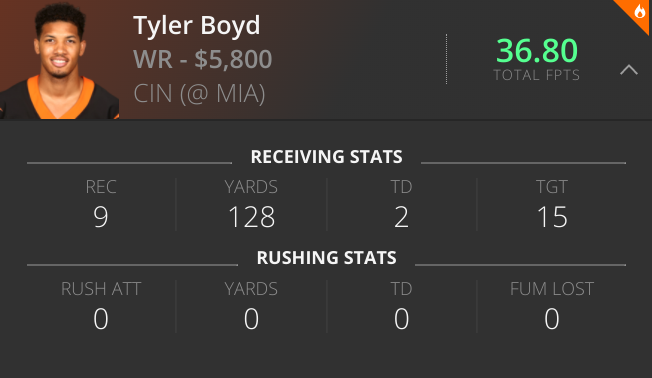 Tyler Boyd
WR - $5,800
CIN (@ MIA)
36.80
TOTAL FPTS
RECEIVING STATS
REC YARDS TD TGT
9 128 2 15
RUSHING STATS
RUSH ATT YARDS TD FUM LOST
0 0 0 0